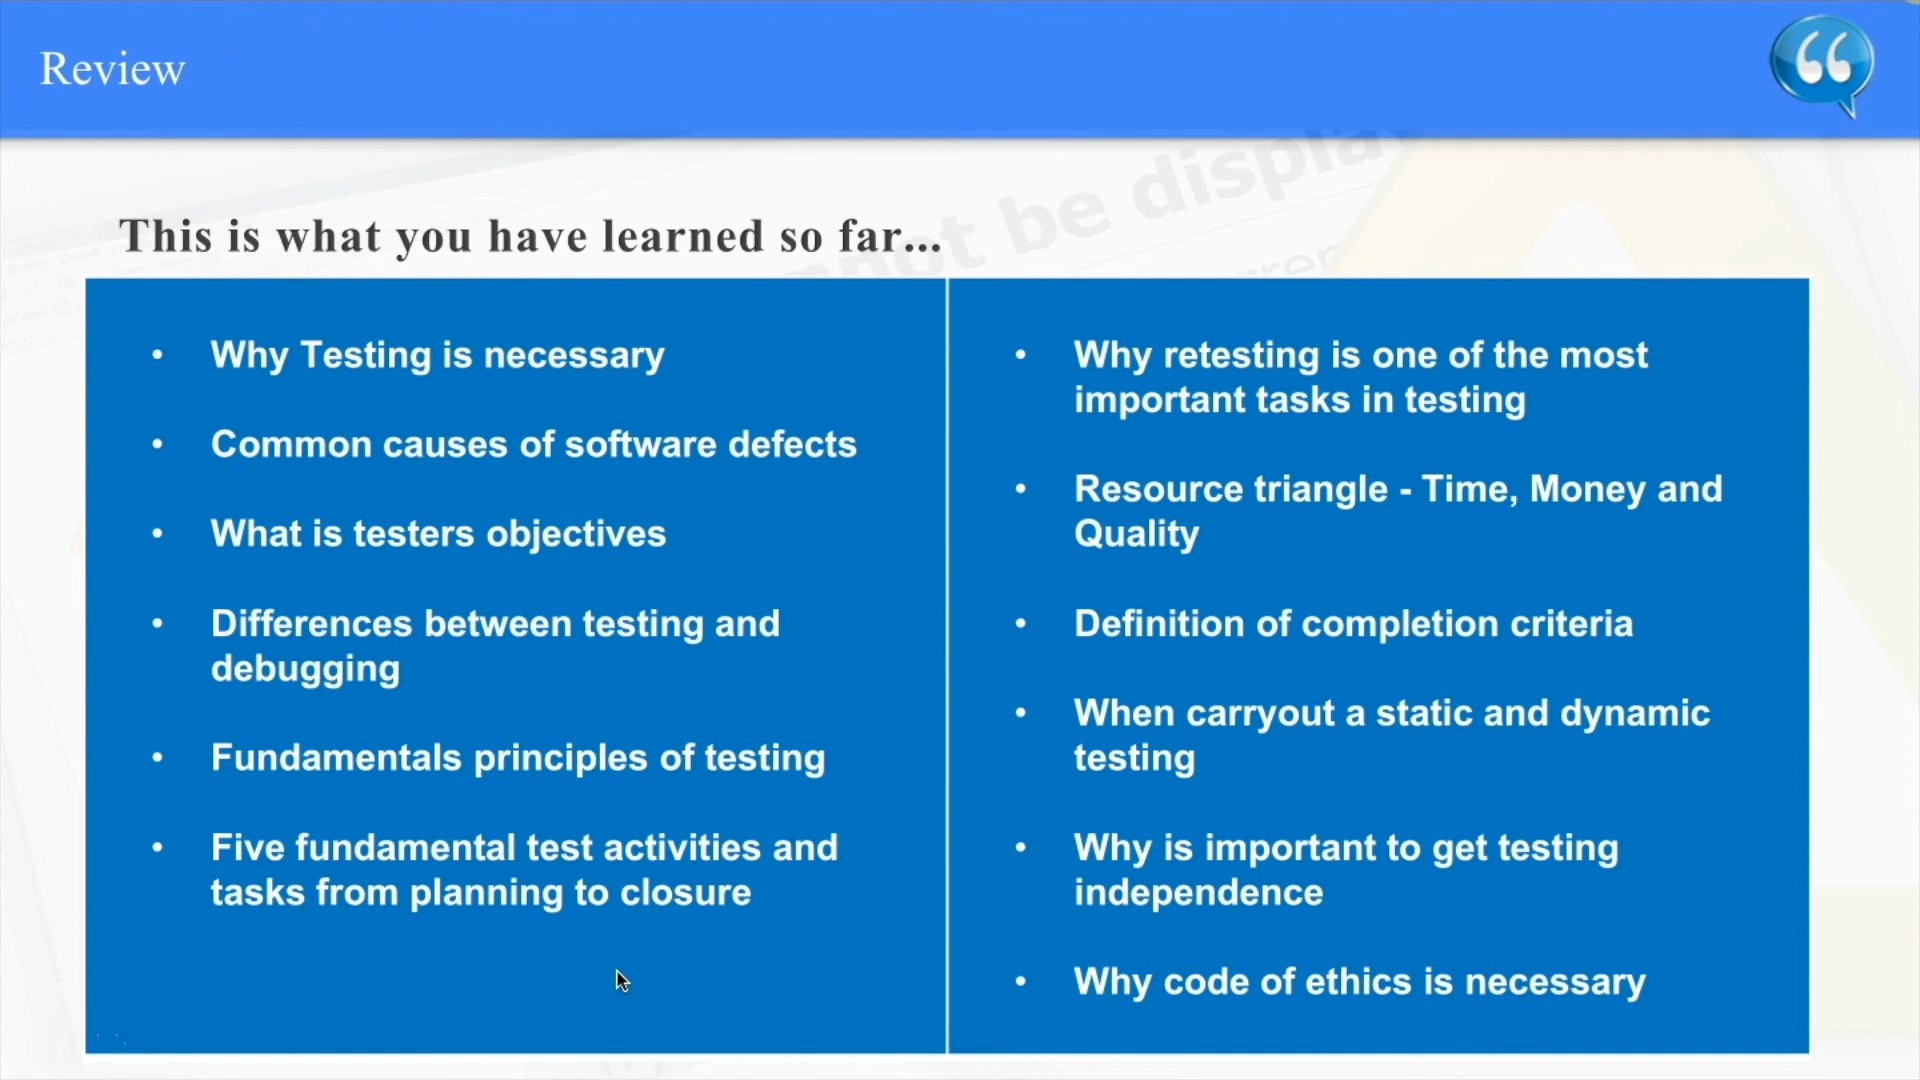 Review
This is what you have learned so far...
• Why Testing is necessary
• Common causes of software defects
• What is testers objectives
• Differences between testing and
debugging
• Fundamentals principles of testing
• Five fundamental test activities and
tasks from planning to closure
• Why retesting is one of the most
important tasks in testing
• Resource triangle - Time, Money and
Quality
• Definition of completion criteria
• When carryout a static and dynamic
testing
• Why is important to get testing
independence
• Why code of ethics is necessary
be display